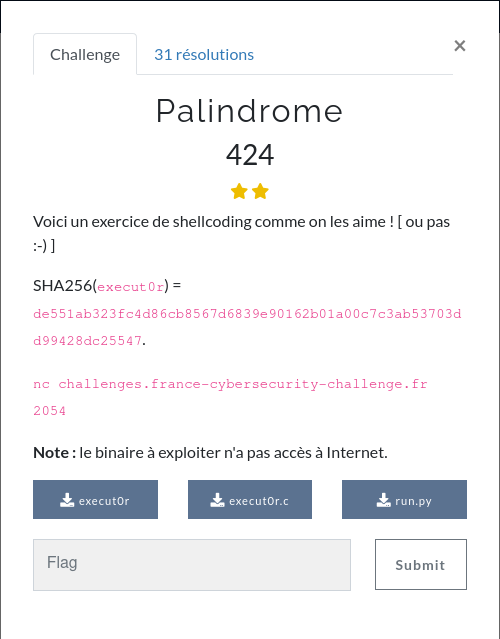 Challenge
31 résolutions
×
Palindrome
424
Voici un exercice de shellcoding comme on les aime ! [ ou pas
:-) ]
SHA256(execut0r) =
de551ab323fc4d86cb8567d6839e90162b01a00c7c3ab53703d
d99428dc25547.
nc challenges.france-cybersecurity-challenge.fr
2054
Note : le binaire à exploiter n'a pas accès à Internet.
execut0r
execut0r.c
run.py
Flag
Submit